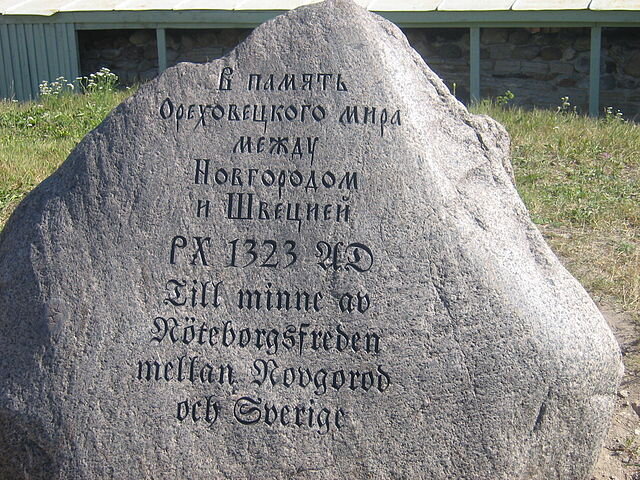 В память
Ореховецкого мира
между
Новгородом
и Швецией
РХ 1323 AD
Till minne av
Nöteborgsfreden
mellan Novgorod
och Sverige